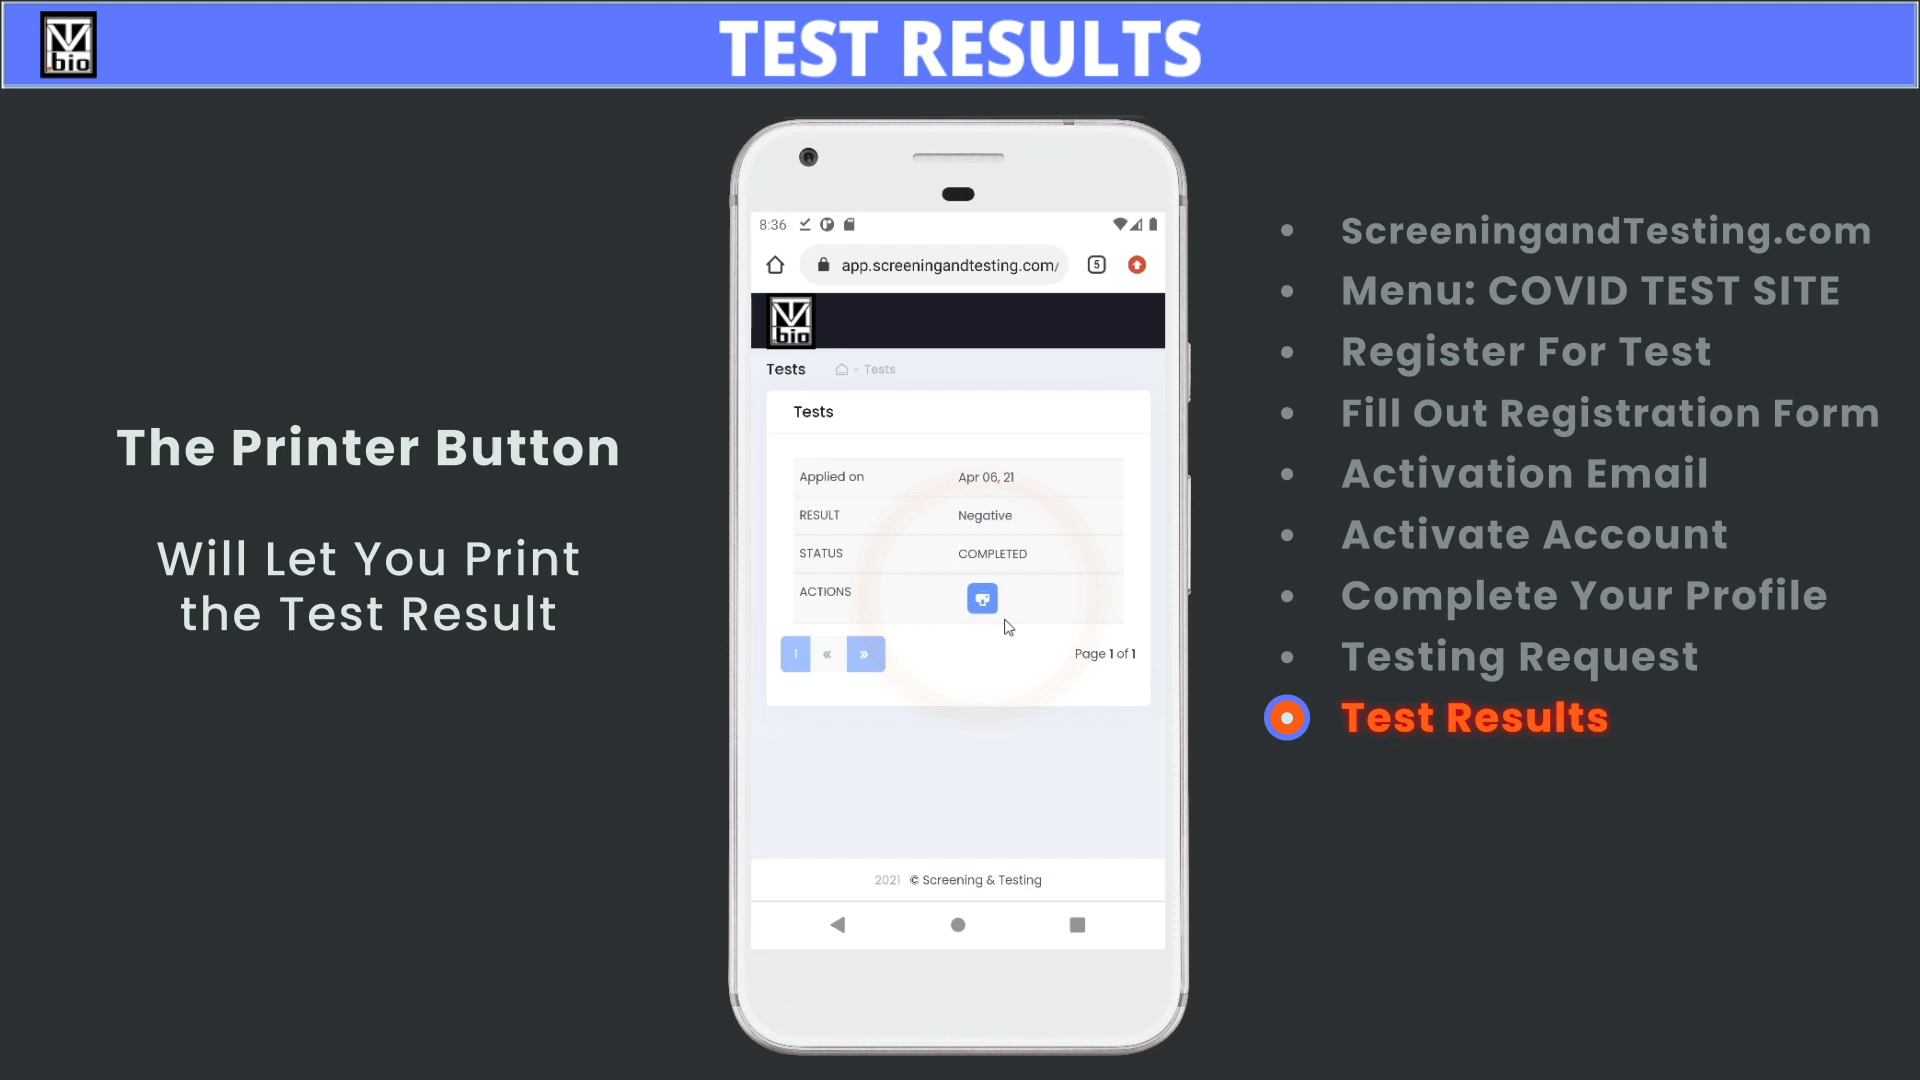 TVM
.bio
TEST RESULTS
The Printer Button
Will Let You Print
the Test Result
8:36
app.screeningandtesting.com/
5
TVM
.bio
Tests
Tests
Tests
Applied on Apr 06, 21
RESULT Negative
STATUS COMPLETED
ACTIONS
1 « »
Page 1 of 1
2021 © Screening & Testing
• ScreeningandTesting.com
• Menu: COVID TEST SITE
• Register For Test
• Fill Out Registration Form
• Activation Email
• Activate Account
• Complete Your Profile
• Testing Request
• Test Results